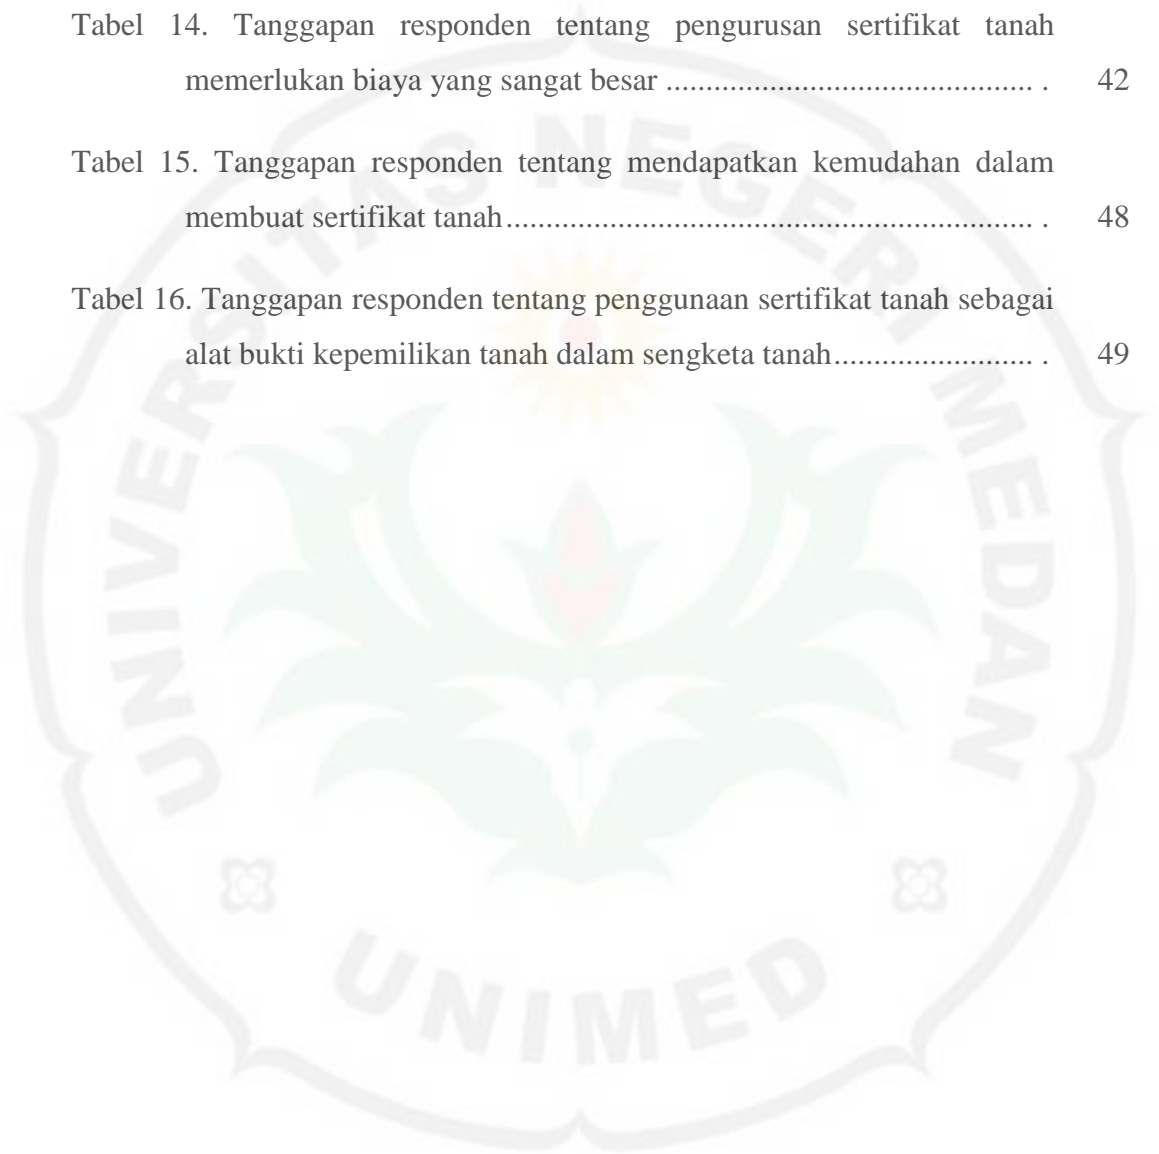 Tabel 14. Tanggapan responden tentang pengurusan sertifikat tanah
memerlukan biaya yang sangat besar .............................................. . 42
Tabel 15. Tanggapan responden tentang mendapatkan kemudahan dalam
membuat sertifikat tanah.................................................................. . 48
Tabel 16. Tanggapan responden tentang penggunaan sertifikat tanah sebagai
alat bukti kepemilikan tanah dalam sengketa tanah......................... . 49
UNIVERSITAS NEGERI MEDAN
UNIMED